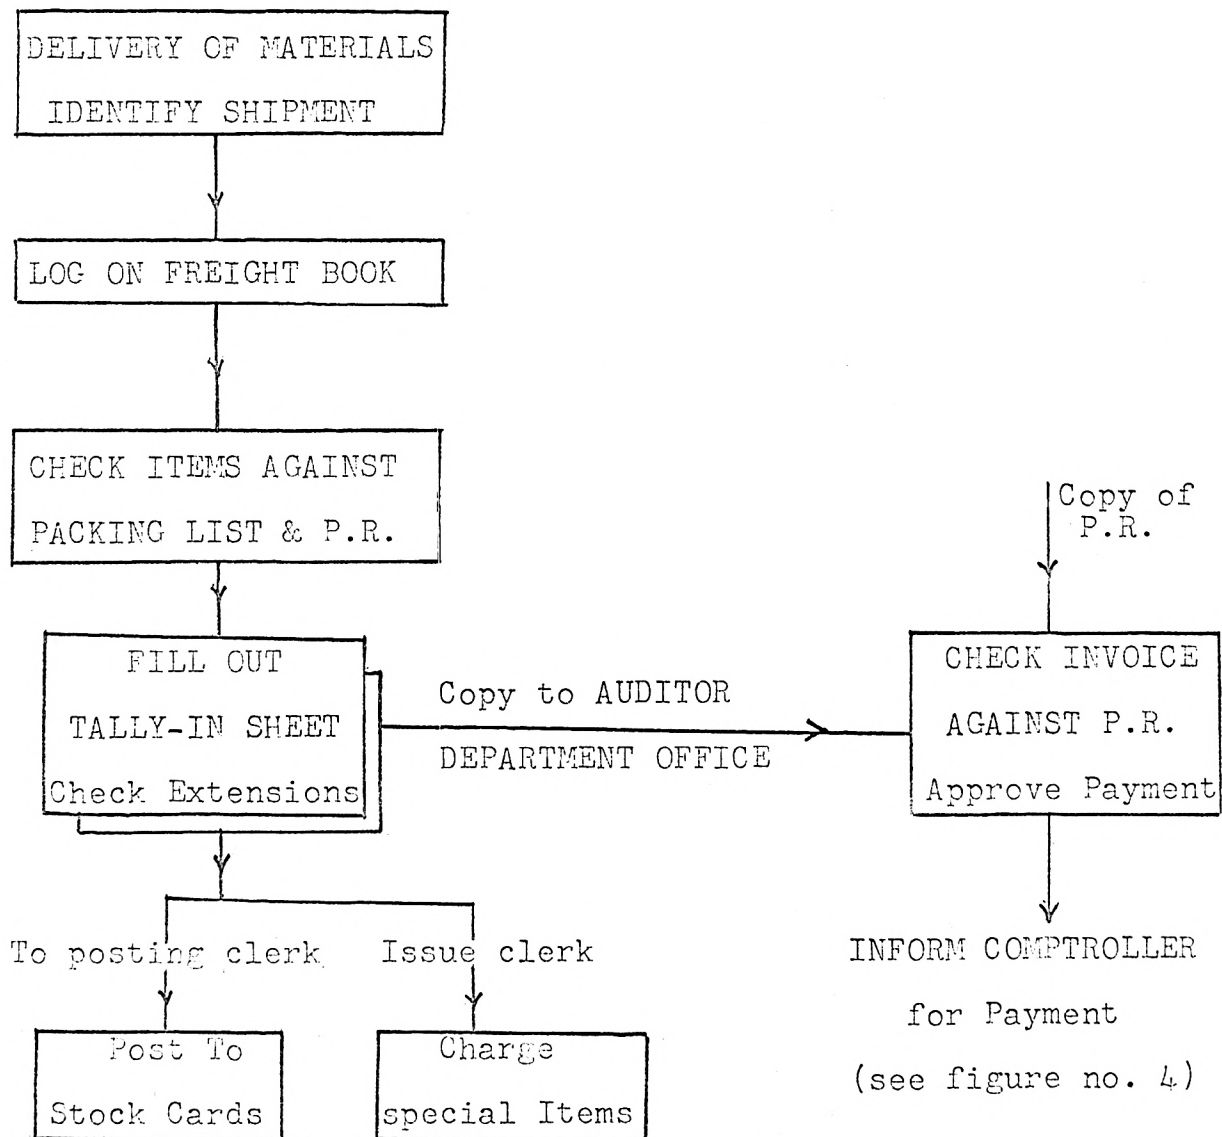 DELIVERY OF MATERIALS
IDENTIFY SHIPMENT
LOG ON FREIGHT BOOK
CHECK ITEMS AGAINST
PACKING LIST & P.R.
Copy of
P.R.
FILL OUT
TALLY-IN SHEET
Check Extensions
Copy to AUDITOR
DEPARTMENT OFFICE
CHECK INVOICE
AGAINST P.R.
Approve Payment
To posting clerk
Issue clerk
INFORM COMPTROLLER
for Payment
(see figure no. 4)
Post To
Stock Cards
Charge
special Items